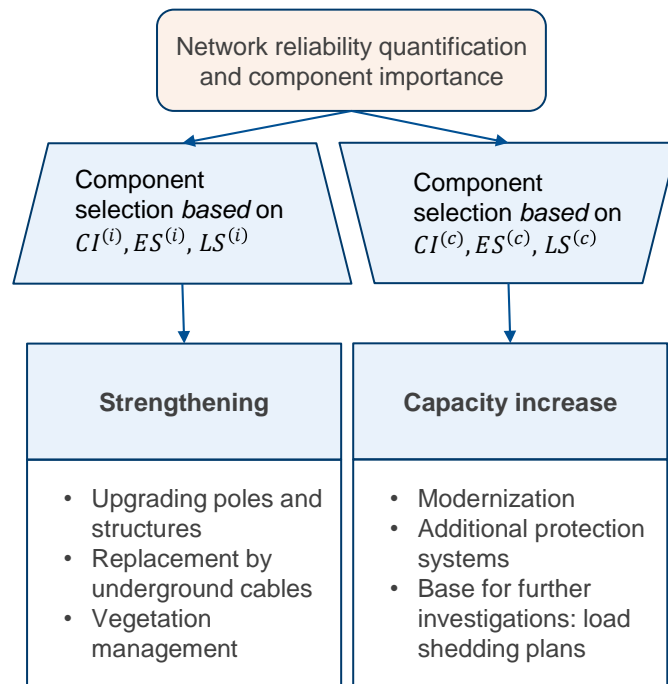 Network reliability quantification
and component importance
Component
selection based on
𝐶𝐼⁽ⁱ⁾, 𝐸𝑆⁽ⁱ⁾, 𝐿𝑆⁽ⁱ⁾
Component
selection based on
𝐶𝐼⁽ᶜ⁾, 𝐸𝑆⁽ᶜ⁾, 𝐿𝑆⁽ᶜ⁾
Strengthening
• Upgrading poles and
structures
• Replacement by
underground cables
• Vegetation
management
Capacity increase
• Modernization
• Additional protection
systems
• Base for further
investigations: load
shedding plans